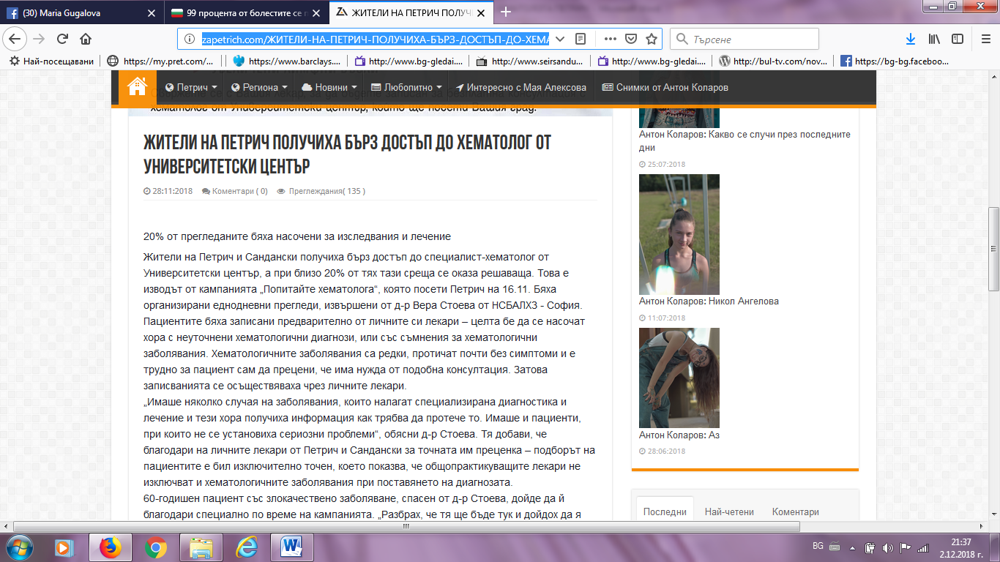 (30) Maria Gugalova
99 процента от болестите се п
ЖИТЕЛИ НА ПЕТРИЧ ПОЛУЧИ
zapetrich.com/ЖИТЕЛИ-НА-ПЕТРИЧ-ПОЛУЧИХА-БЪРЗ-ДОСТЪП-ДО-ХЕМА
Търсене
Най-посещавани
https://my.pret.com/...
https://www.barclays....
http://www.bg-gledai....
http://www.seirsandu...
http://www.bg-gledai....
http://bul-tv.com/nov...
https://bg-bg.faceboo...
Петрич
Региона
Новини
Любопитно
Интересно с Мая Алексова
Снимки от Антон Коларов
хематолог от Университетски център, който ще посети Вашия град.
ЖИТЕЛИ НА ПЕТРИЧ ПОЛУЧИХА БЪРЗ ДОСТЪП ДО ХЕМАТОЛОГ ОТ
УНИВЕРСИТЕТСКИ ЦЕНТЪР
28:11:2018
Коментари ( 0)
Преглеждания( 135 )
20% от прегледаните бяха насочени за изследвания и лечение
Жители на Петрич и Сандански получиха бърз достъп до специалист-хематолог от
Университетски център, а при близо 20% от тях тази среща се оказа решаваща. Това е
изводът от кампанията „Попитайте хематолога“, която посети Петрич на 16.11. Бяха
организирани еднодневни прегледи, извършени от д-р Вера Стоева от НСБАЛХЗ - София.
Пациентите бяха записани предварително от личните си лекари – целта бе да се насочат
хора с неуточнени хематологични диагнози, или със съмнения за хематологични
заболявания. Хематологичните заболявания са редки, протичат почти без симптоми и е
трудно за пациент сам да прецени, че има нужда от подобна консултация. Затова
записванията се осъществяваха чрез личните лекари.
„Имаше няколко случая на заболявания, които налагат специализирана диагностика и
лечение и тези хора получиха информация как трябва да протече то. Имаше и пациенти,
при които не се установиха сериозни проблеми“, обясни д-р Стоева. Тя добави, че
благодари на личните лекари от Петрич и Сандански за точната им преценка – подборът на
пациентите е бил изключително точен, което показва, че общопрактикуващите лекари не
изключват и хематологичните заболявания при поставянето на диагнозата.
60-годишен пациент със злокачествено заболяване, спасен от д-р Стоева, дойде да й
благодари специално по време на кампанията. „Разбрах, че тя ще бъде тук и дойдох да я
Антон Коларов: Какво се случи през последните
дни
25:07:2018
Антон Коларов: Никол Ангелова
11:07:2018
Антон Коларов: Аз
28:06:2018
Последни
Най-четени
Коментари
BG
21:37
2.12.2018 г.